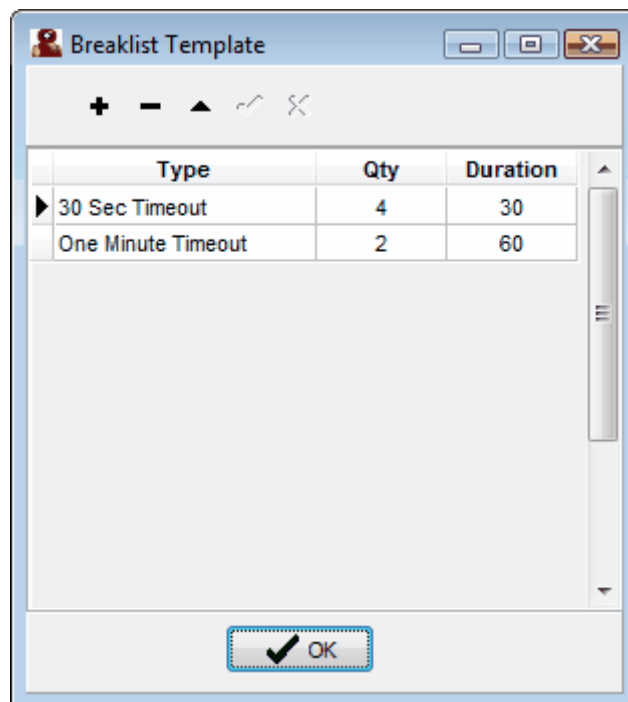 Breaklist Template
Type Qty Duration
30 Sec Timeout 4 30
One Minute Timeout 2 60
OK